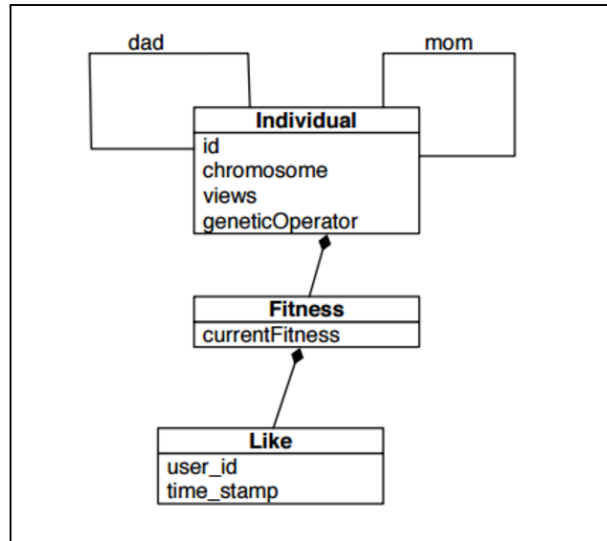 dad
mom
Individual
id
chromosome
views
geneticOperator
Fitness
currentFitness
Like
user_id
time_stamp